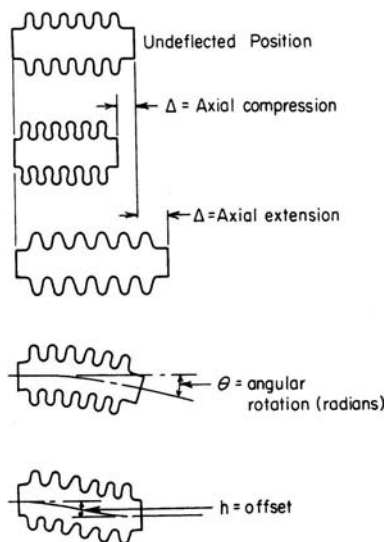 Undeflected Position
Δ = Axial compression
Δ = Axial extension
θ = angular
rotation (radians)
h = offset